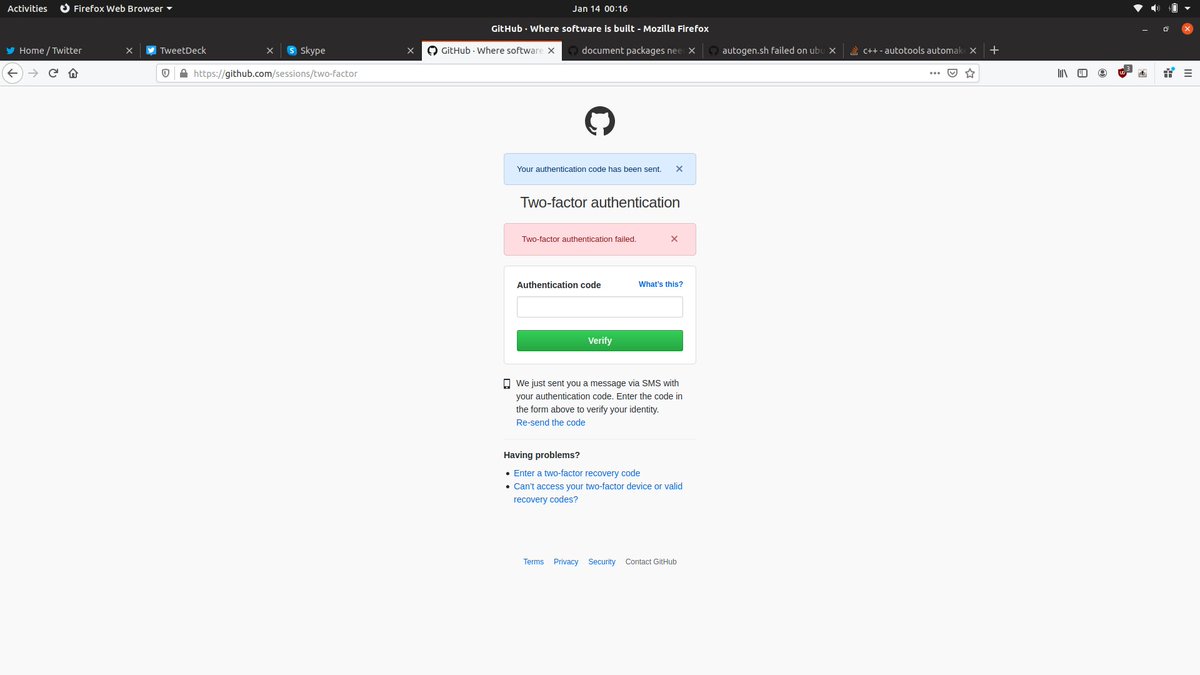 Activities Firefox Web Browser Jan 14 00:16
GitHub · Where software is built - Mozilla Firefox
Home / Twitter TweetDeck Skype GitHub · Where software document packages nee autogen.sh failed on ubu c++ - autotools automak
https://github.com/sessions/two-factor
Your authentication code has been sent.
Two-factor authentication
Two-factor authentication failed.
Authentication code What's this?
Verify
We just sent you a message via SMS with
your authentication code. Enter the code in
the form above to verify your identity.
Re-send the code
Having problems?
Enter a two-factor recovery code
Can't access your two-factor device or valid
recovery codes?
Terms Privacy Security Contact GitHub